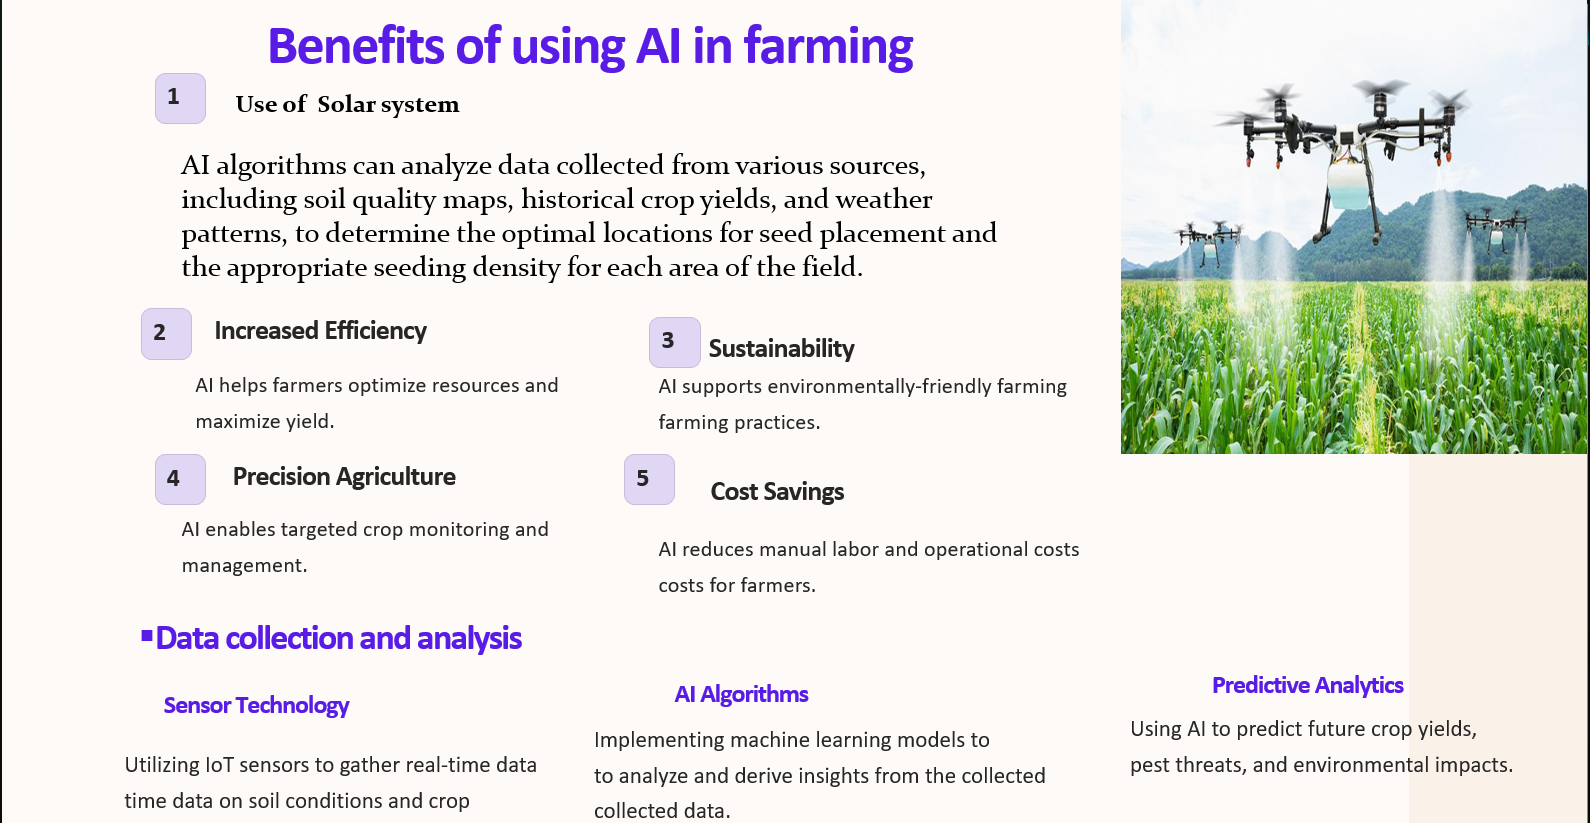 Benefits of using AI in farming
1
Use of Solar system
AI algorithms can analyze data collected from various sources,
including soil quality maps, historical crop yields, and weather
patterns, to determine the optimal locations for seed placement and
the appropriate seeding density for each area of the field.
2
Increased Efficiency
AI helps farmers optimize resources and
maximize yield.
3
Sustainability
AI supports environmentally-friendly farming
farming practices.
4
Precision Agriculture
AI enables targeted crop monitoring and
management.
5
Cost Savings
AI reduces manual labor and operational costs
costs for farmers.
▪Data collection and analysis
Sensor Technology
Utilizing IoT sensors to gather real-time data
time data on soil conditions and crop
AI Algorithms
Implementing machine learning models to
to analyze and derive insights from the collected
collected data.
Predictive Analytics
Using AI to predict future crop yields,
pest threats, and environmental impacts.